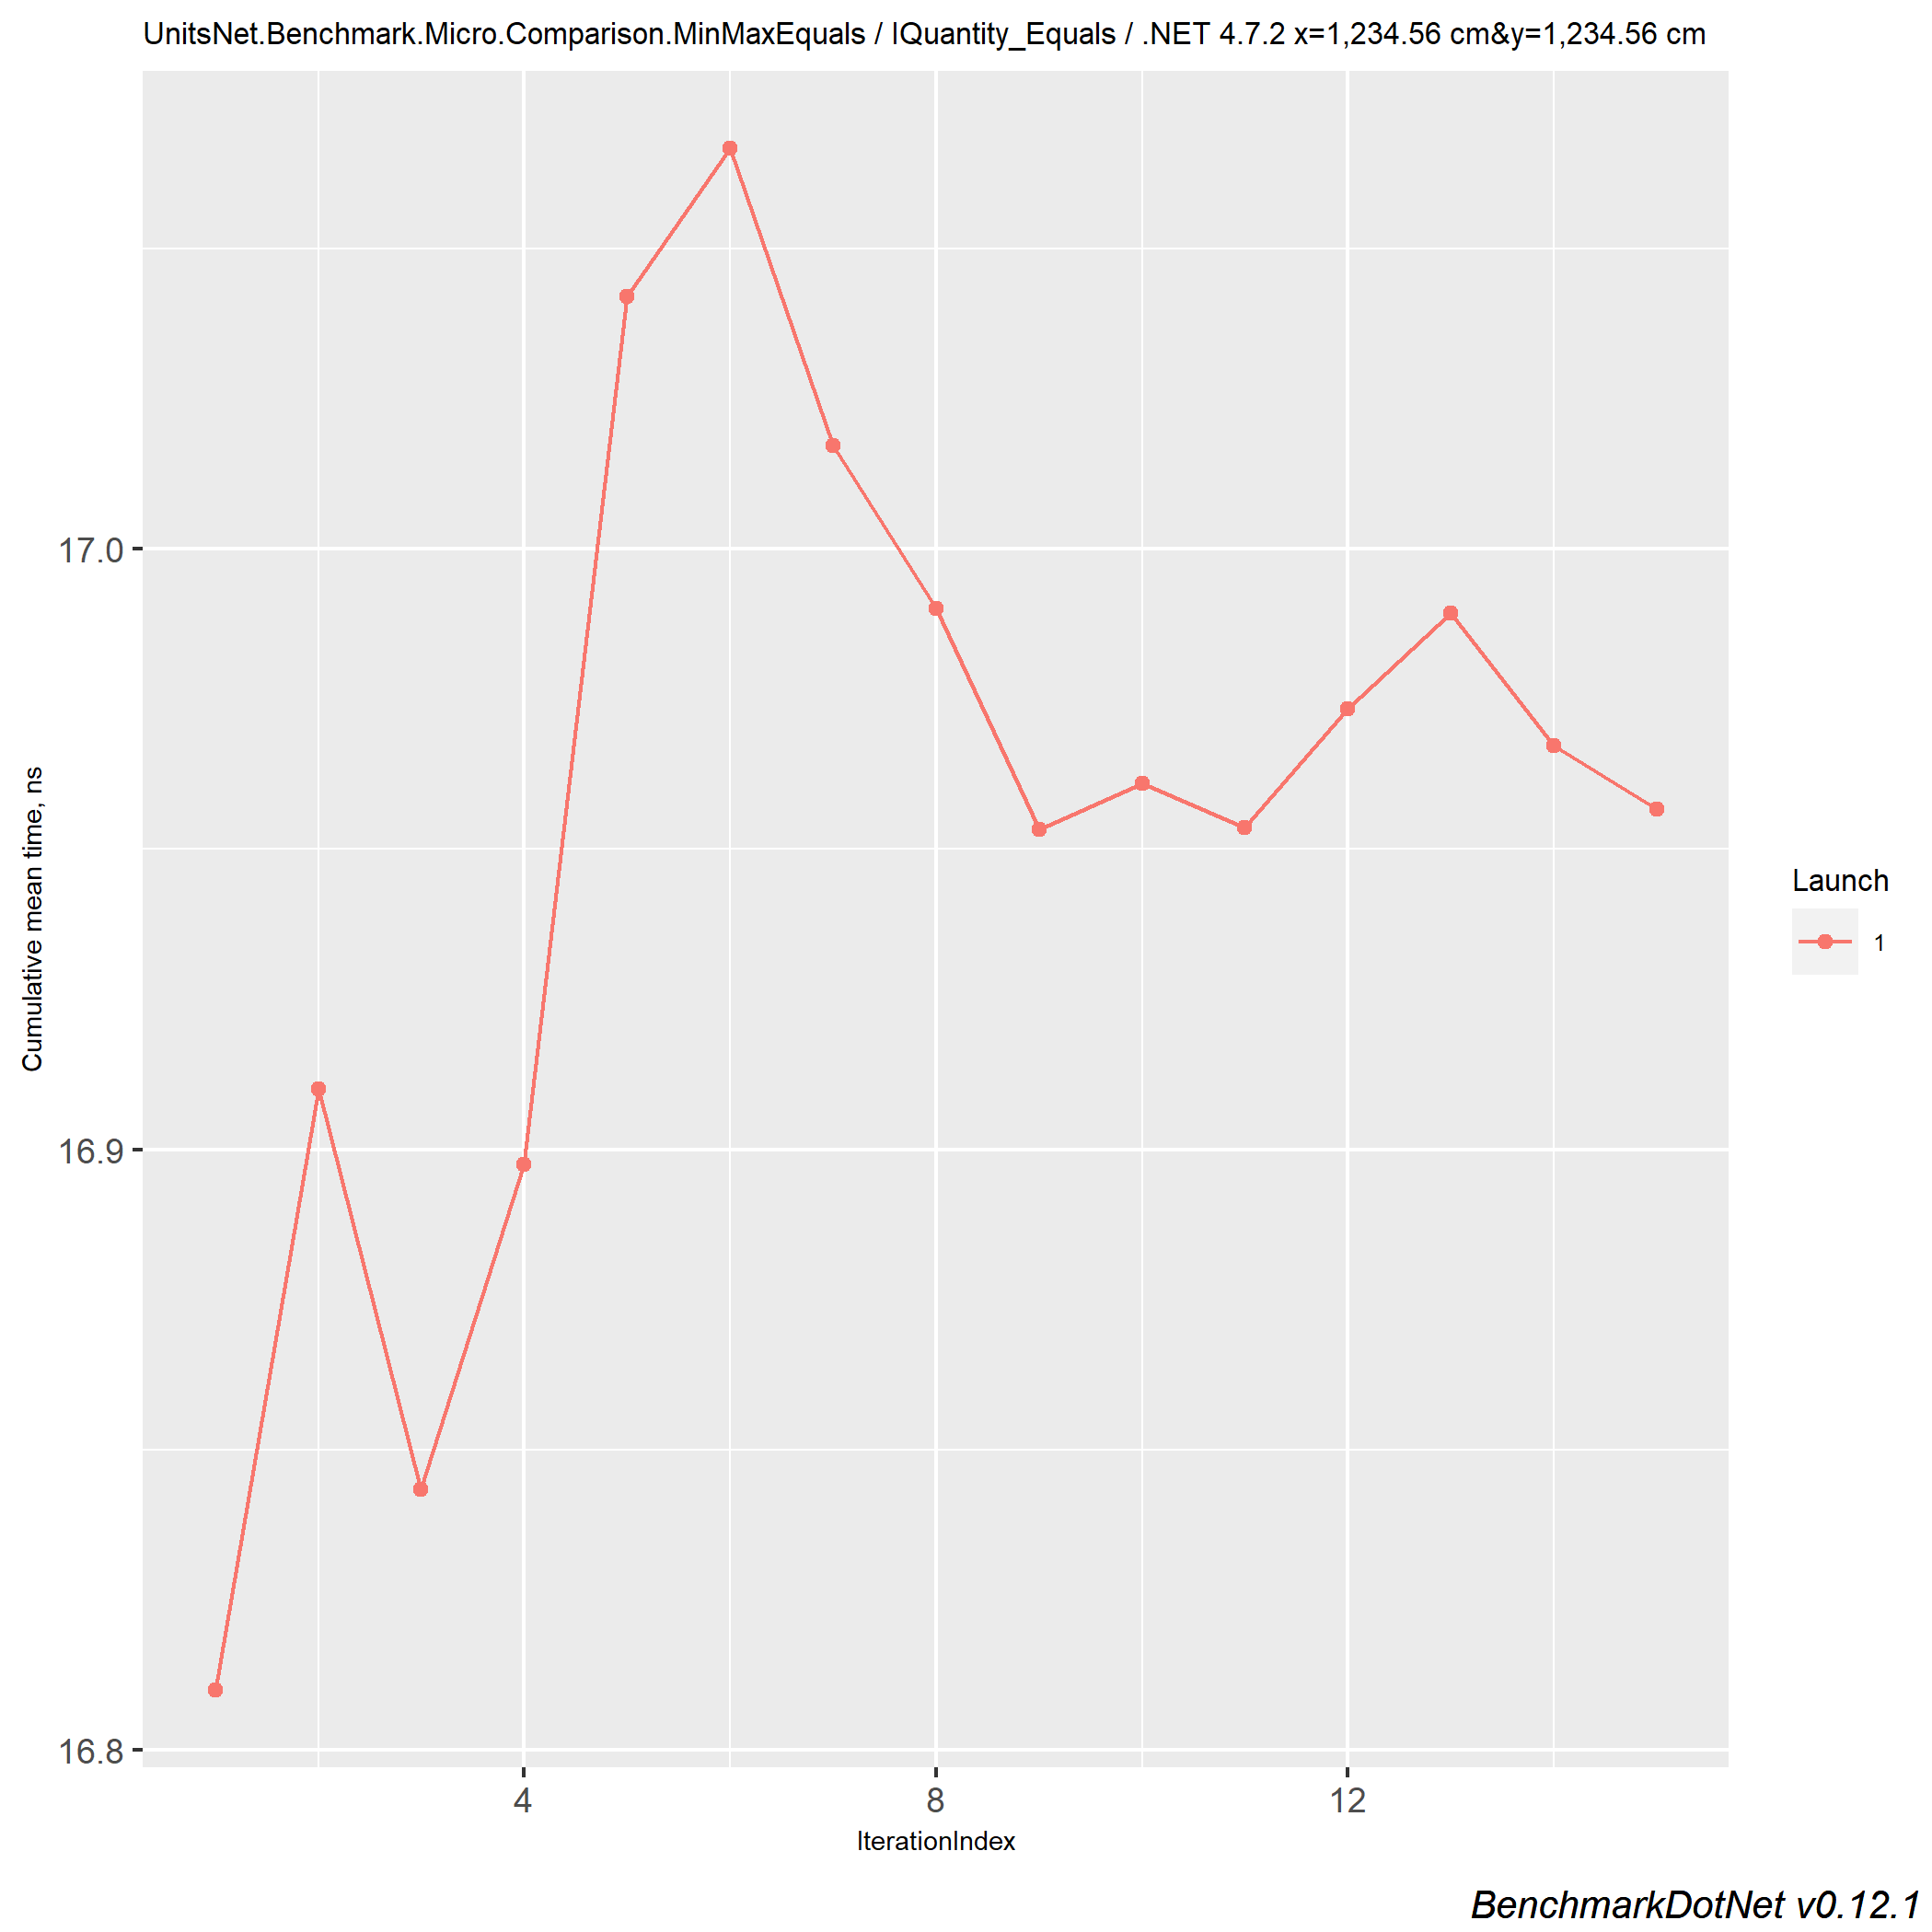 UnitsNet.Benchmark.Micro.Comparison.MinMaxEquals / IQuantity_Equals / .NET 4.7.2 x=1,234.56 cm&y=1,234.56 cm
17.0
16.9
16.8
Cumulative mean time, ns
4 8 12
IterationIndex
Launch
1
BenchmarkDotNet v0.12.1